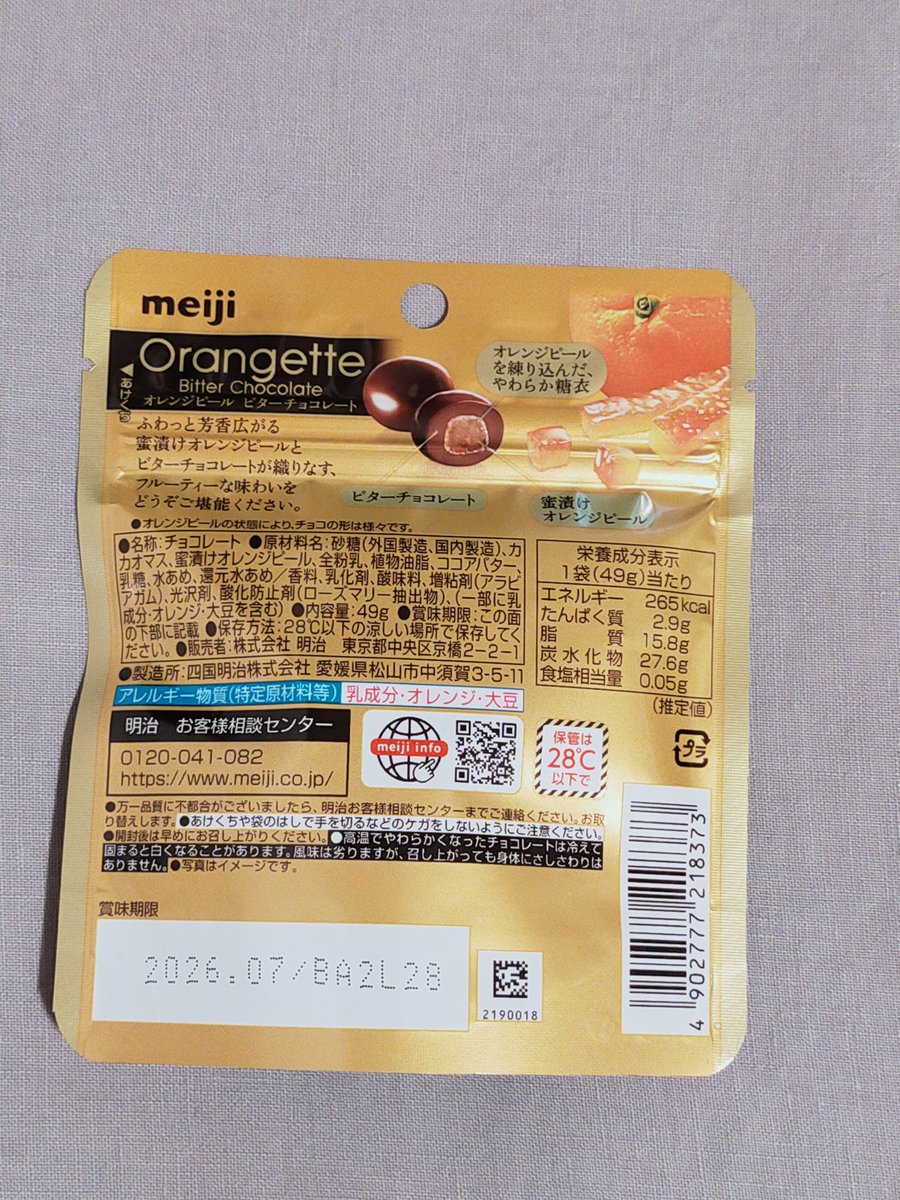 meiji
Orangette
Bitter Chocolate
オレンジピール ビターチョコレート
◀あけくち
オレンジピール
を練り込んだ、
やわらか糖衣
ふわっと芳香広がる
蜜漬けオレンジピールと
ビターチョコレートが織りなす、
フルーティーな味わいを
どうぞご堪能ください。
ビターチョコレート
蜜漬け
オレンジピール
●オレンジピールの状態により、チョコの形は様々です。
●名称:チョコレート ●原材料名:砂糖(外国製造、国内製造)、カ
カオマス、蜜漬けオレンジピール、全粉乳、植物油脂、ココアバター、
乳糖、水あめ、還元水あめ/香料、乳化剤、酸味料、増粘剤(アラビ
アガム)、光沢剤、酸化防止剤(ローズマリー抽出物)、(一部に乳
成分・オレンジ・大豆を含む) ●内容量:49g ●賞味期限:この面
の下部に記載 ●保存方法:28℃以下の涼しい場所で保存してく
ださい。●販売者:株式会社 明治 東京都中央区京橋2-2-1
●製造所:四国明治株式会社 愛媛県松山市中須賀3-5-11
栄養成分表示
1袋(49g)当たり
エネルギー 265kcal
たんぱく質 2.9g
脂質 15.8g
炭水化物 27.6g
食塩相当量 0.05g
(推定値)
アレルギー物質(特定原材料等) 乳成分・オレンジ・大豆
明治 お客様相談センター
0120-041-082
https://www.meiji.co.jp/
meiji info
保管は
28℃
以下で
プラ
●万一品質に不都合がございましたら、明治お客様相談センターまでご連絡ください。お取
り替えします。●あけくちや袋のはしで手を切るなどのケガをしないようにご注意ください。
●開封後は早めにお召し上がりください。●高温でやわらかくなったチョコレートは冷えて
固まると白くなることがあります。風味は劣りますが、召し上がっても身体にさしさわりは
ありません。●写真はイメージです。
賞味期限
2026.07/BA2L28
2190018
4 902777 218373